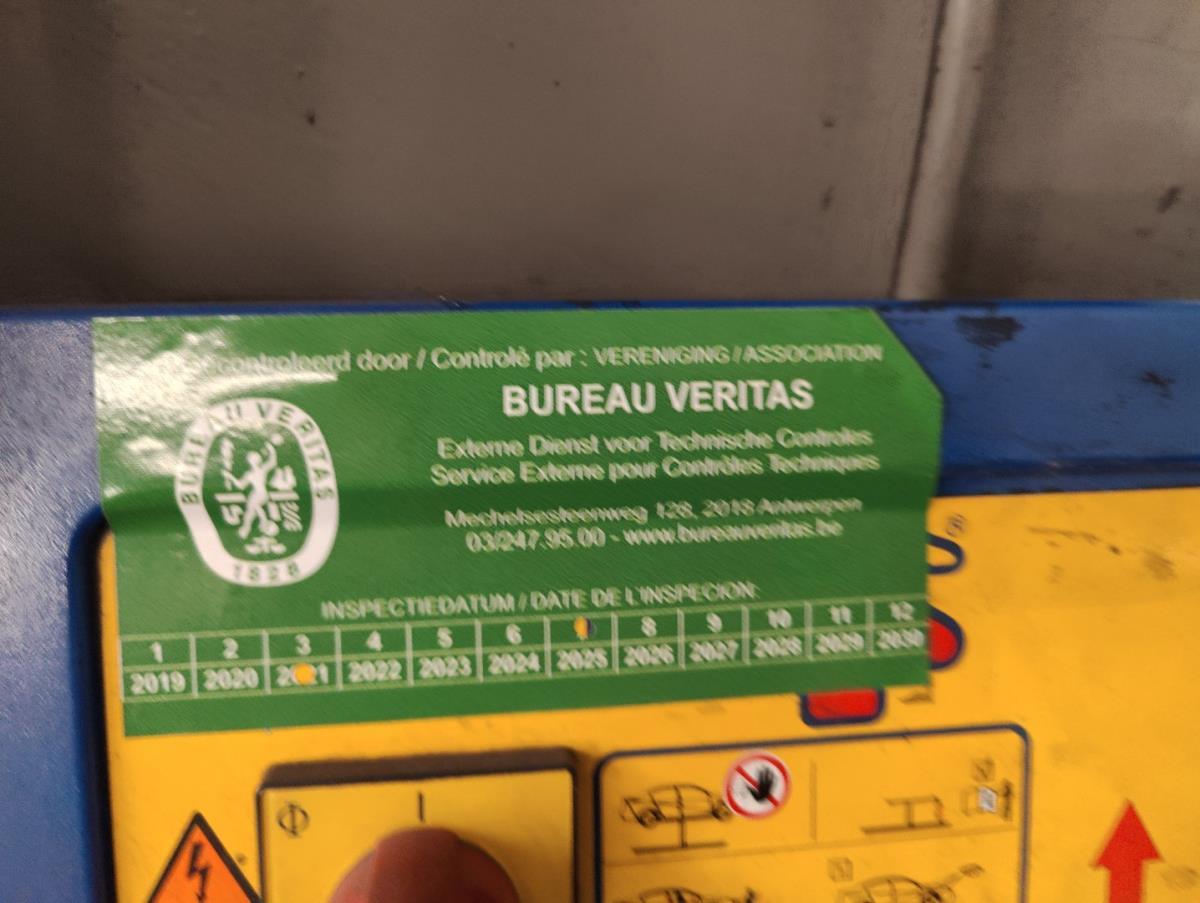 controleerd door / Controlé par : VERENIGING / ASSOCIATION
BUREAU VERITAS
Externe Dienst voor Technische Controles
Service Externe pour Contrôles Techniques
Mechelsesteenweg 128, 2018 Antwerpen
03/247.95.00 - www.bureauveritas.be
BUREAU VERITAS
1828
INSPECTIEDATUM / DATE DE L'INSPECION:
1 2 3 4 5 6 8 9 10 11 12
2019 2020 2021 2022 2023 2024 2025 2026 2027 2028 2029 2030
I